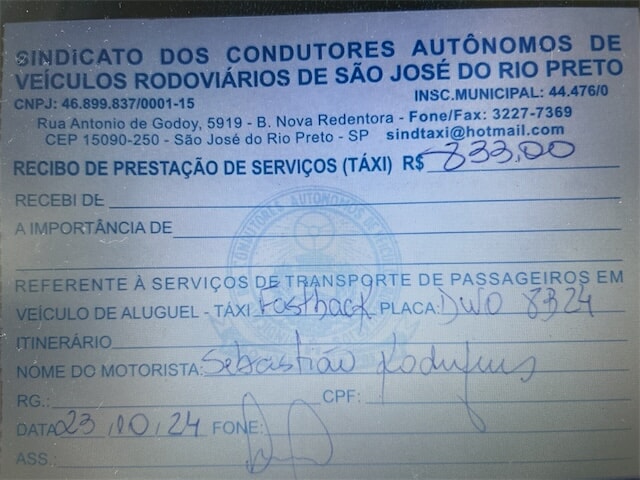 SINDICATO DOS CONDUTORES AUTÔNOMOS DE
VEÍCULOS RODOVIÁRIOS DE SÃO JOSÉ DO RIO PRETO
CNPJ: 46.899.837/0001-15 INSC.MUNICIPAL: 44.476/0
Rua Antonio de Godoy, 5919 - B. Nova Redentora - Fone/Fax: 3227-7369
CEP 15090-250 - São José do Rio Preto - SP sindtaxi@hotmail.com
RECIBO DE PRESTAÇÃO DE SERVIÇOS (TÁXI) R$ 833,00
RECEBI DE
A IMPORTÂNCIA DE
REFERENTE À SERVIÇOS DE TRANSPORTE DE PASSAGEIROS EM
VEÍCULO DE ALUGUEL - TÁXI Fastback PLACA: DWO 8324
ITINERÁRIO
NOME DO MOTORISTA: Sebastião
RG.: CPF:
DATA 23,10,24 FONE:
ASS.: